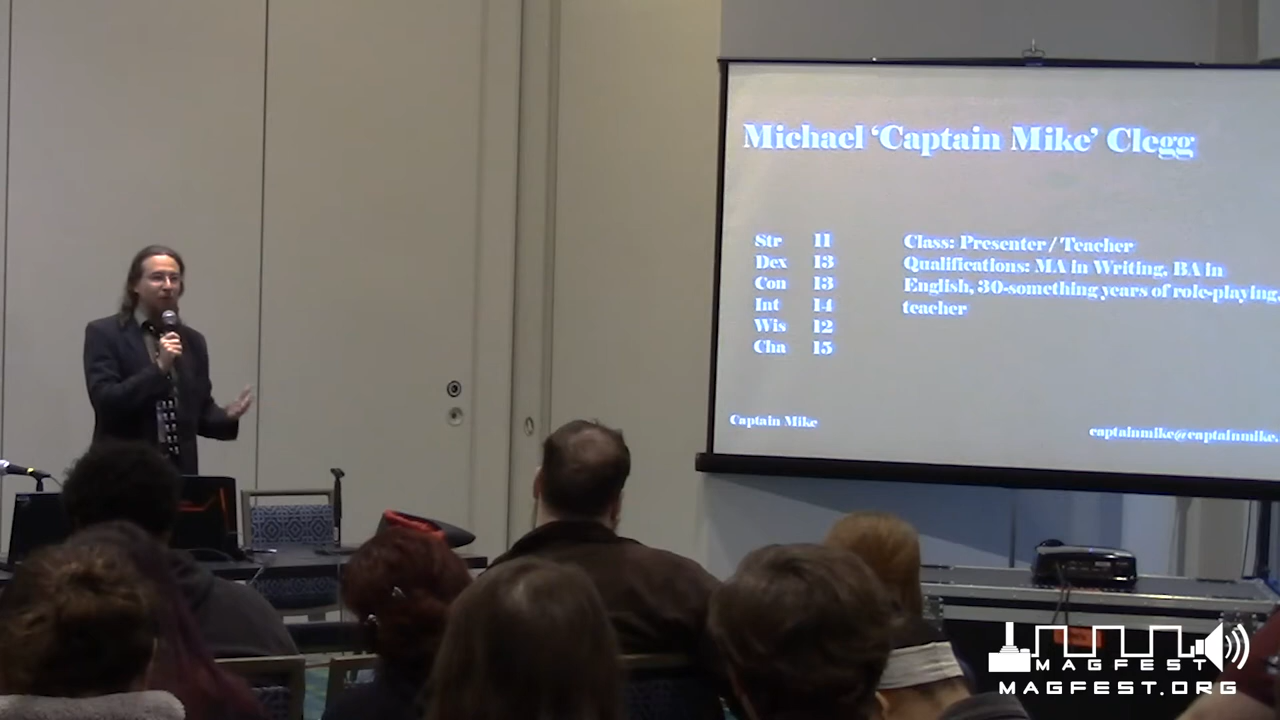 Michael ‘Captain Mike’ Clegg
Str 11
Dex 13
Con 13
Int 14
Wis 12
Cha 15
Class: Presenter / Teacher
Qualifications: MA in Writing, BA in
English, 30-something years of role-playing,
teacher
Captain Mike
captainmike@captainmike.
MAGFEST
MAGFEST.ORG